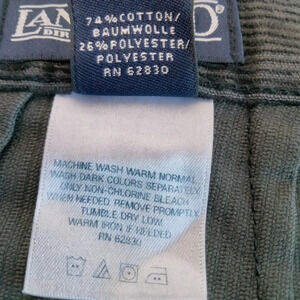 74% COTTON/
BAUMWOLLE
26% POLYESTER/
POLYESTER
RN 62830
MACHINE WASH WARM NORMAL
WASH DARK COLORS SEPARATELY
ONLY NON-CHLORINE BLEACH
WHEN NEEDED. REMOVE PROMPTLY
TUMBLE DRY LOW
WARM IRON IF NEEDED
RN 62830